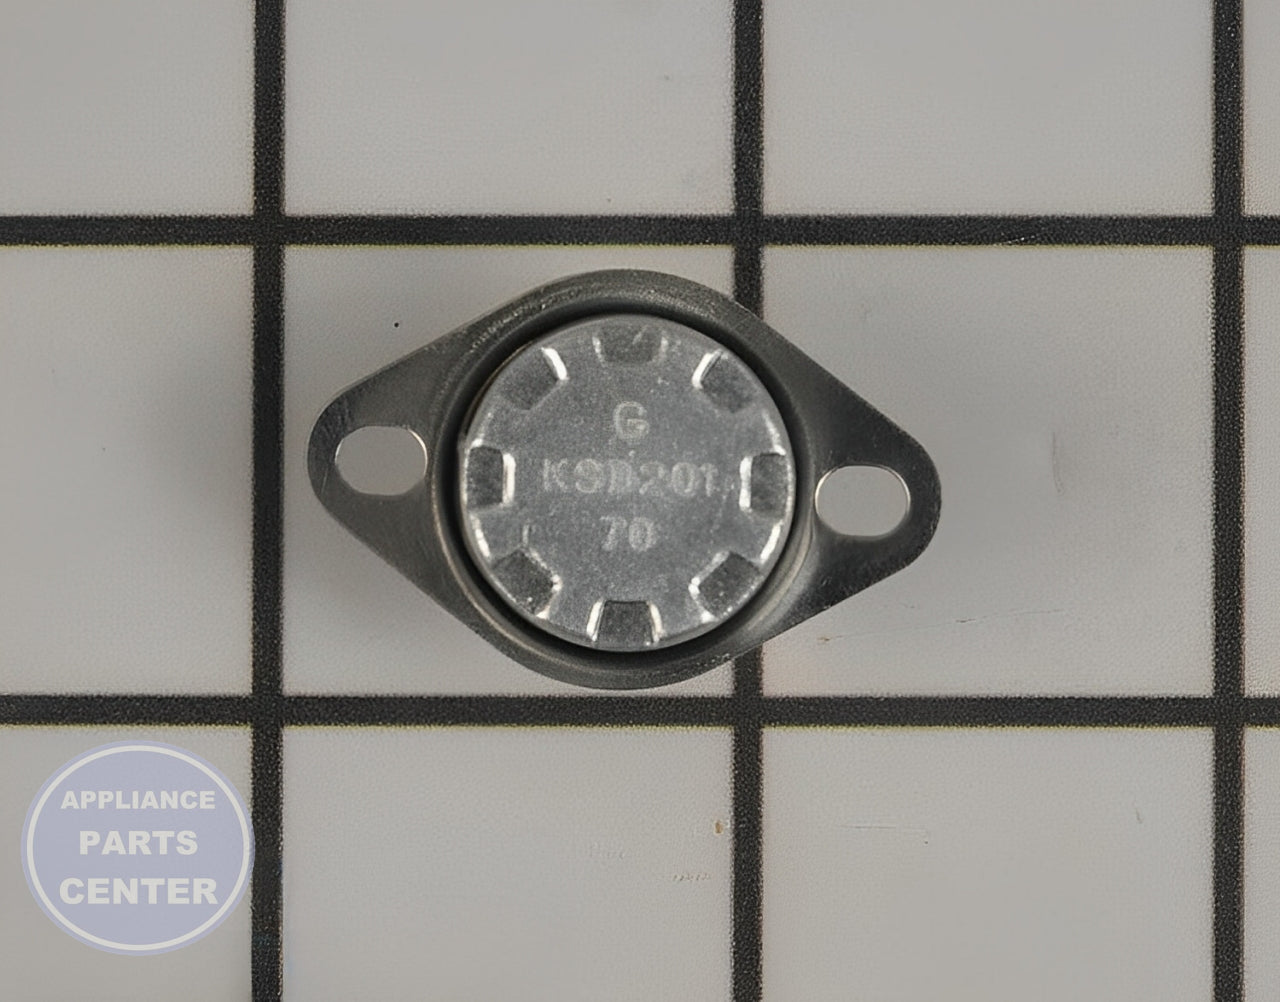 G
KSD201
70
APPLIANCE
PARTS
CENTER